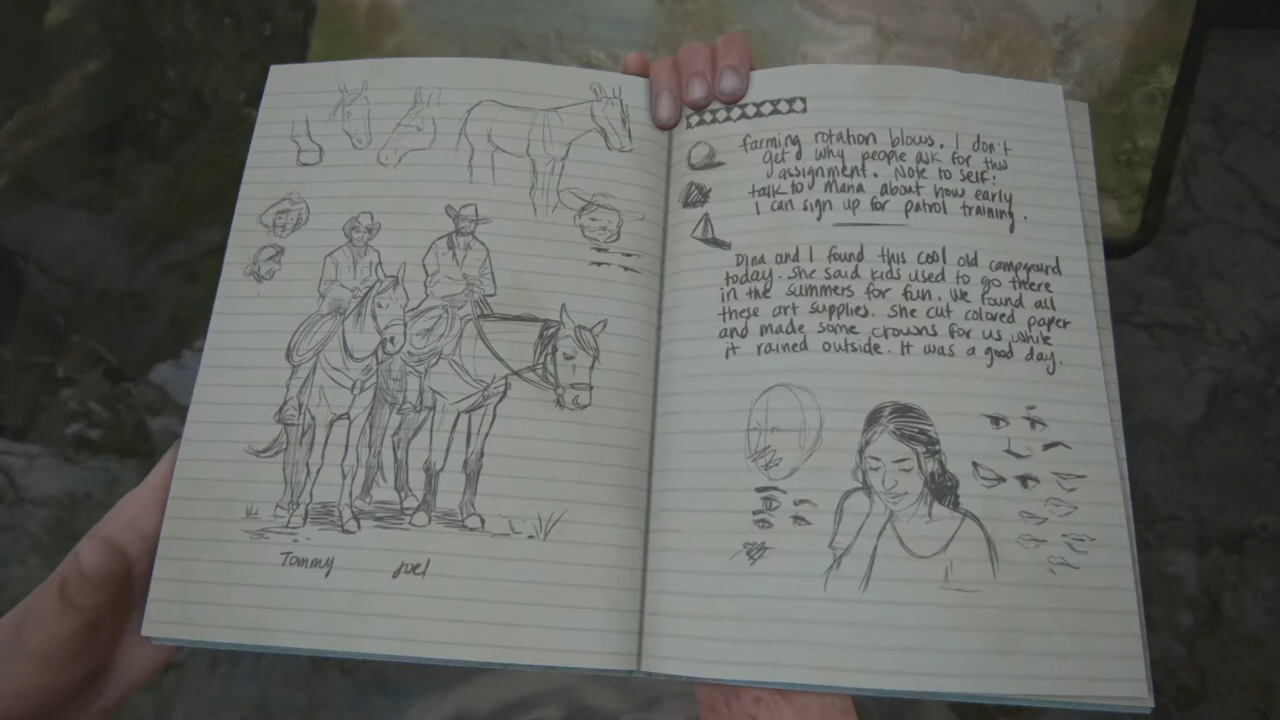 Tommy
Joel
farming rotation blows. I don't
get why people ask for this
assignment. Note to self:
talk to Maria about how early
I can sign up for patrol training.
Dina and I found this cool old campground
today. She said kids used to go there
in the summers for fun. We found all
these art supplies. She cut colored paper
and made some crowns for us while
it rained outside. It was a good day.